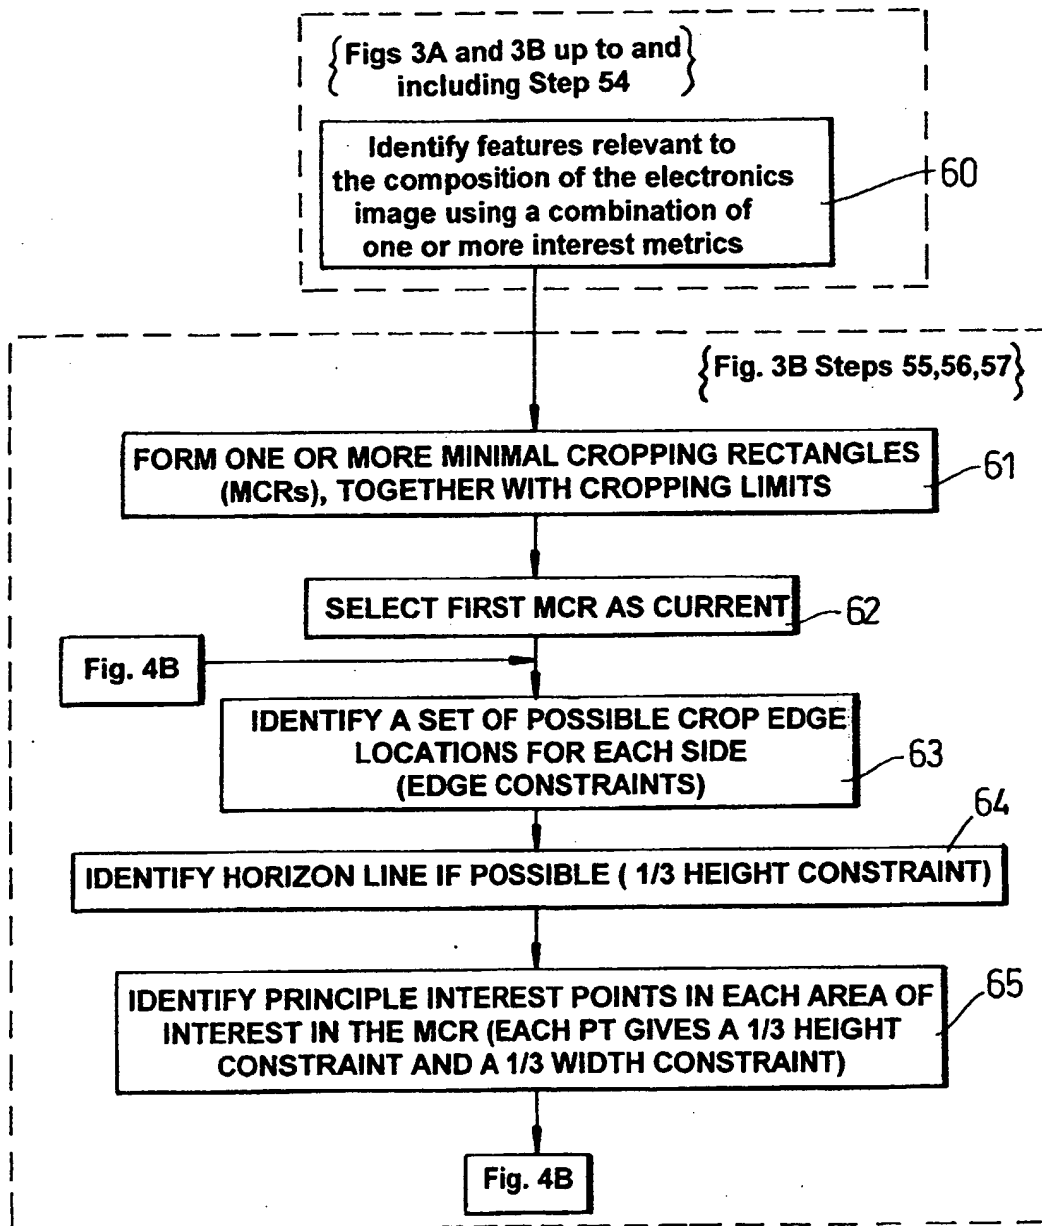 {Figs 3A and 3B up to and
including Step 54}
Identify features relevant to
the composition of the electronics
image using a combination of
one or more interest metrics
60
{Fig. 3B Steps 55,56,57}
FORM ONE OR MORE MINIMAL CROPPING RECTANGLES
(MCRs), TOGETHER WITH CROPPING LIMITS
61
SELECT FIRST MCR AS CURRENT
62
Fig. 4B
IDENTIFY A SET OF POSSIBLE CROP EDGE
LOCATIONS FOR EACH SIDE
(EDGE CONSTRAINTS)
63
64
IDENTIFY HORIZON LINE IF POSSIBLE ( 1/3 HEIGHT CONSTRAINT)
IDENTIFY PRINCIPLE INTEREST POINTS IN EACH AREA OF
INTEREST IN THE MCR (EACH PT GIVES A 1/3 HEIGHT
CONSTRAINT AND A 1/3 WIDTH CONSTRAINT)
65
Fig. 4B